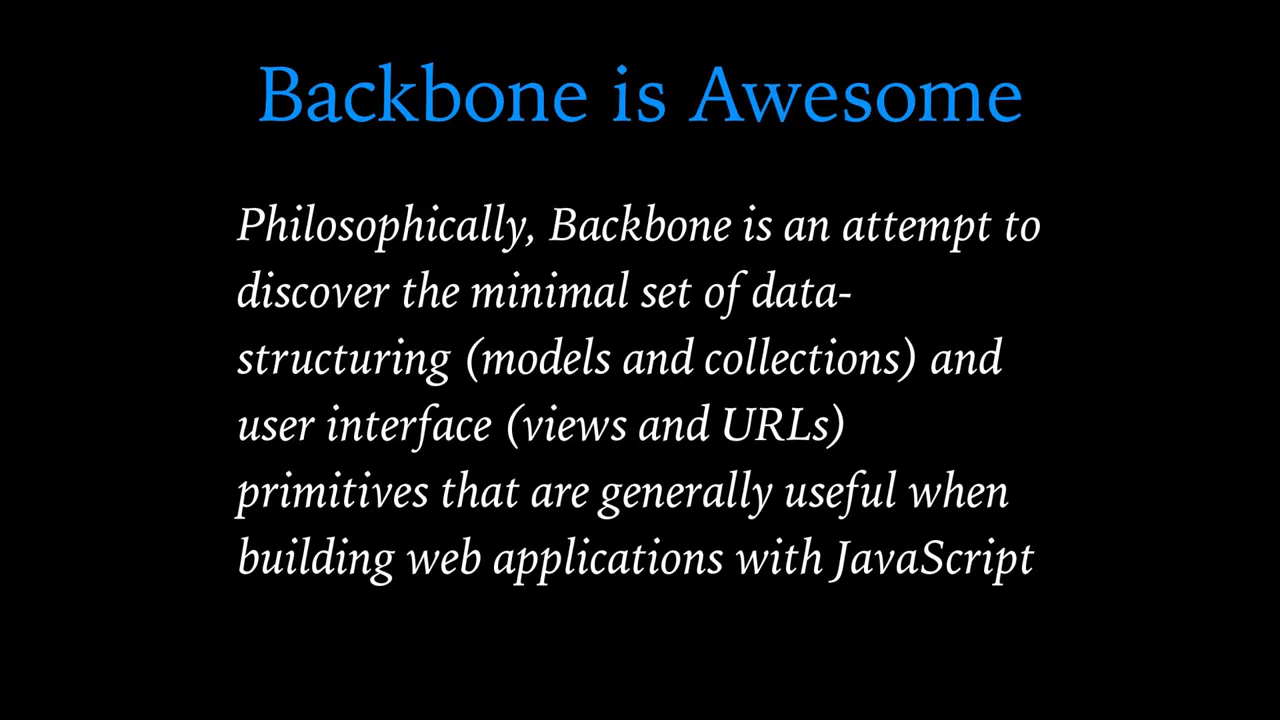 Backbone is Awesome
Philosophically, Backbone is an attempt to
discover the minimal set of data-
structuring (models and collections) and
user interface (views and URLs)
primitives that are generally useful when
building web applications with JavaScript